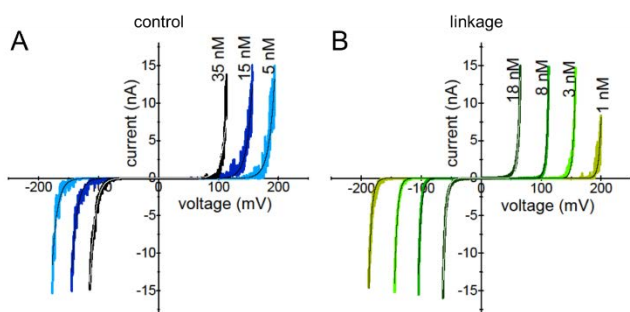 control
linkage
A
B
current (nA)
15
10
5
0
-5
-10
-15
-200
-100
100
200
voltage (mV)
35 nM
15 nM
5 nM
current (nA)
15
10
5
0
-5
-10
-15
-200
-100
0
100
200
voltage (mV)
18 nM
8 nM
3 nM
1 nM